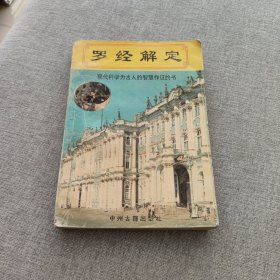 罗经解定
现代科学为古人的智慧作证的书
中州古籍出版社